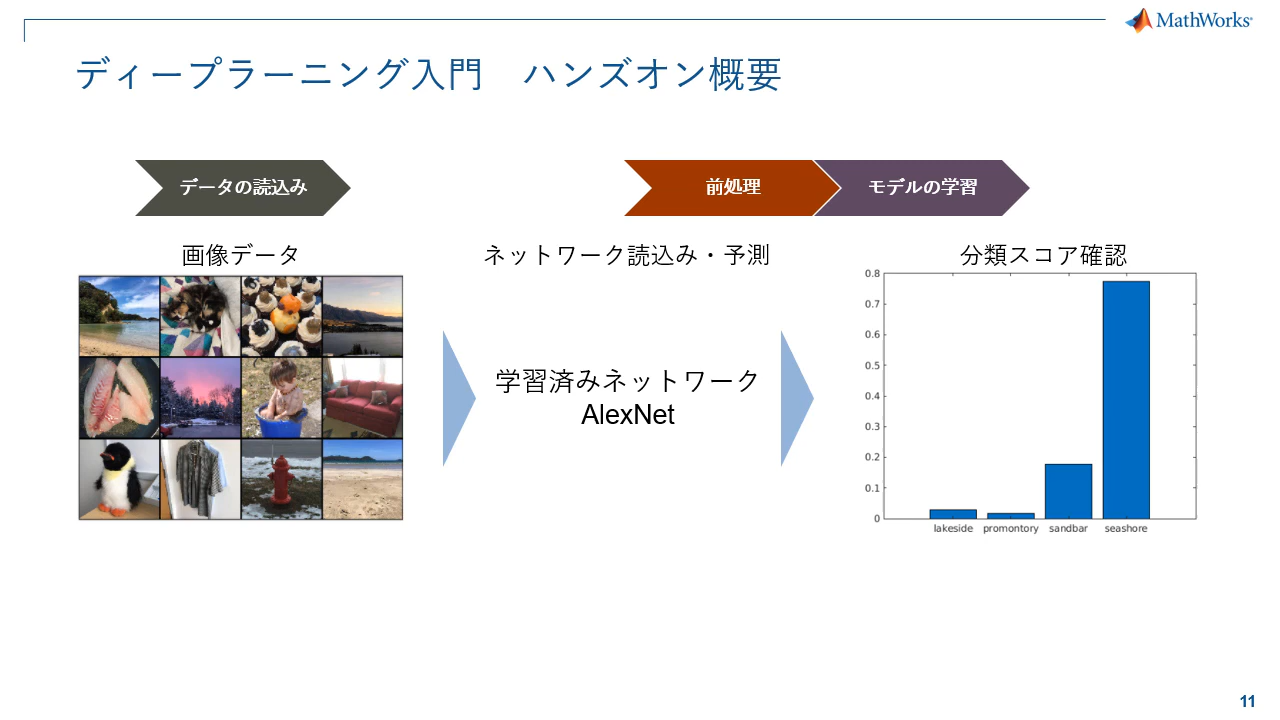 MathWorks
ディープラーニング入門　ハンズオン概要
データの読込み
前処理
モデルの学習
画像データ
ネットワーク読込み・予測
分類スコア確認
学習済みネットワーク
AlexNet
0.8
0.7
0.6
0.5
0.4
0.3
0.2
0.1
0
lakeside promontory sandbar seashore
11